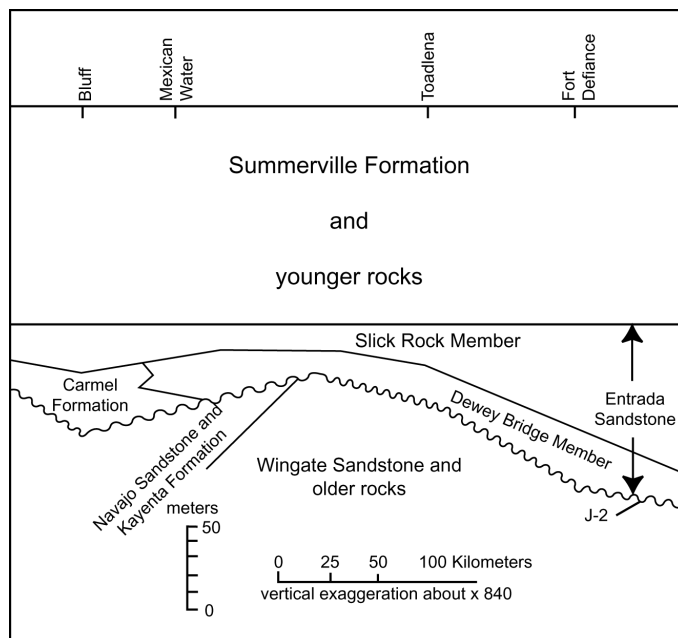 Bluff
Mexican
Water
Toadlena
Fort
Defiance
Summerville Formation
and
younger rocks
Slick Rock Member
Carmel
Formation
Entrada
Sandstone
Dewey Bridge Member
Navajo Sandstone and
Kayenta Formation
Wingate Sandstone and
older rocks
J-2
meters
50
0
0 25 50 100 Kilometers
vertical exaggeration about x 840